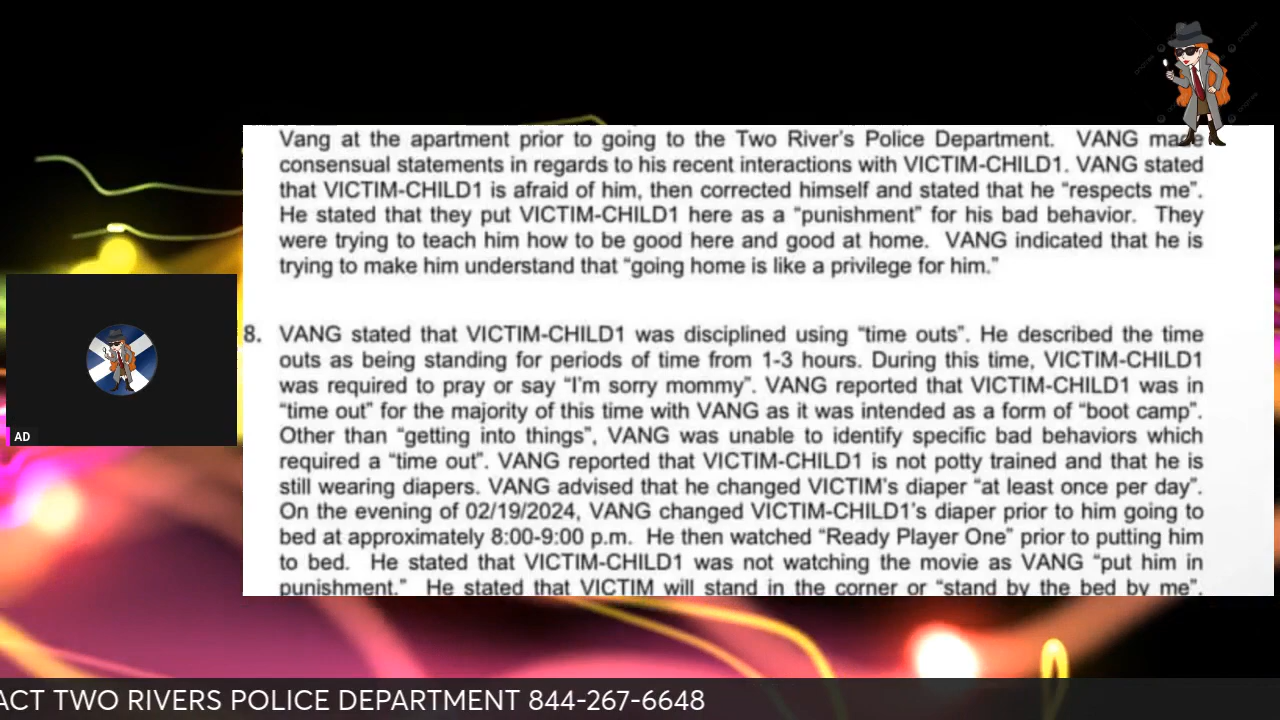 Vang at the apartment prior to going to the Two River's Police Department. VANG made
consensual statements in regards to his recent interactions with VICTIM-CHILD1. VANG stated
that VICTIM-CHILD1 is afraid of him, then corrected himself and stated that he “respects me”.
He stated that they put VICTIM-CHILD1 here as a “punishment” for his bad behavior. They
were trying to teach him how to be good here and good at home. VANG indicated that he is
trying to make him understand that “going home is like a privilege for him.”
8. VANG stated that VICTIM-CHILD1 was disciplined using “time outs”. He described the time
outs as being standing for periods of time from 1-3 hours. During this time, VICTIM-CHILD1
was required to pray or say “I'm sorry mommy”. VANG reported that VICTIM-CHILD1 was in
“time out” for the majority of this time with VANG as it was intended as a form of “boot camp”.
Other than “getting into things”, VANG was unable to identify specific bad behaviors which
required a “time out”. VANG reported that VICTIM-CHILD1 is not potty trained and that he is
still wearing diapers. VANG advised that he changed VICTIM's diaper “at least once per day”.
On the evening of 02/19/2024, VANG changed VICTIM-CHILD1's diaper prior to him going to
bed at approximately 8:00-9:00 p.m. He then watched “Ready Player One” prior to putting him
to bed. He stated that VICTIM-CHILD1 was not watching the movie as VANG “put him in
punishment.” He stated that VICTIM will stand in the corner or “stand by the bed by me”.
AD
ACT TWO RIVERS POLICE DEPARTMENT 844-267-6648